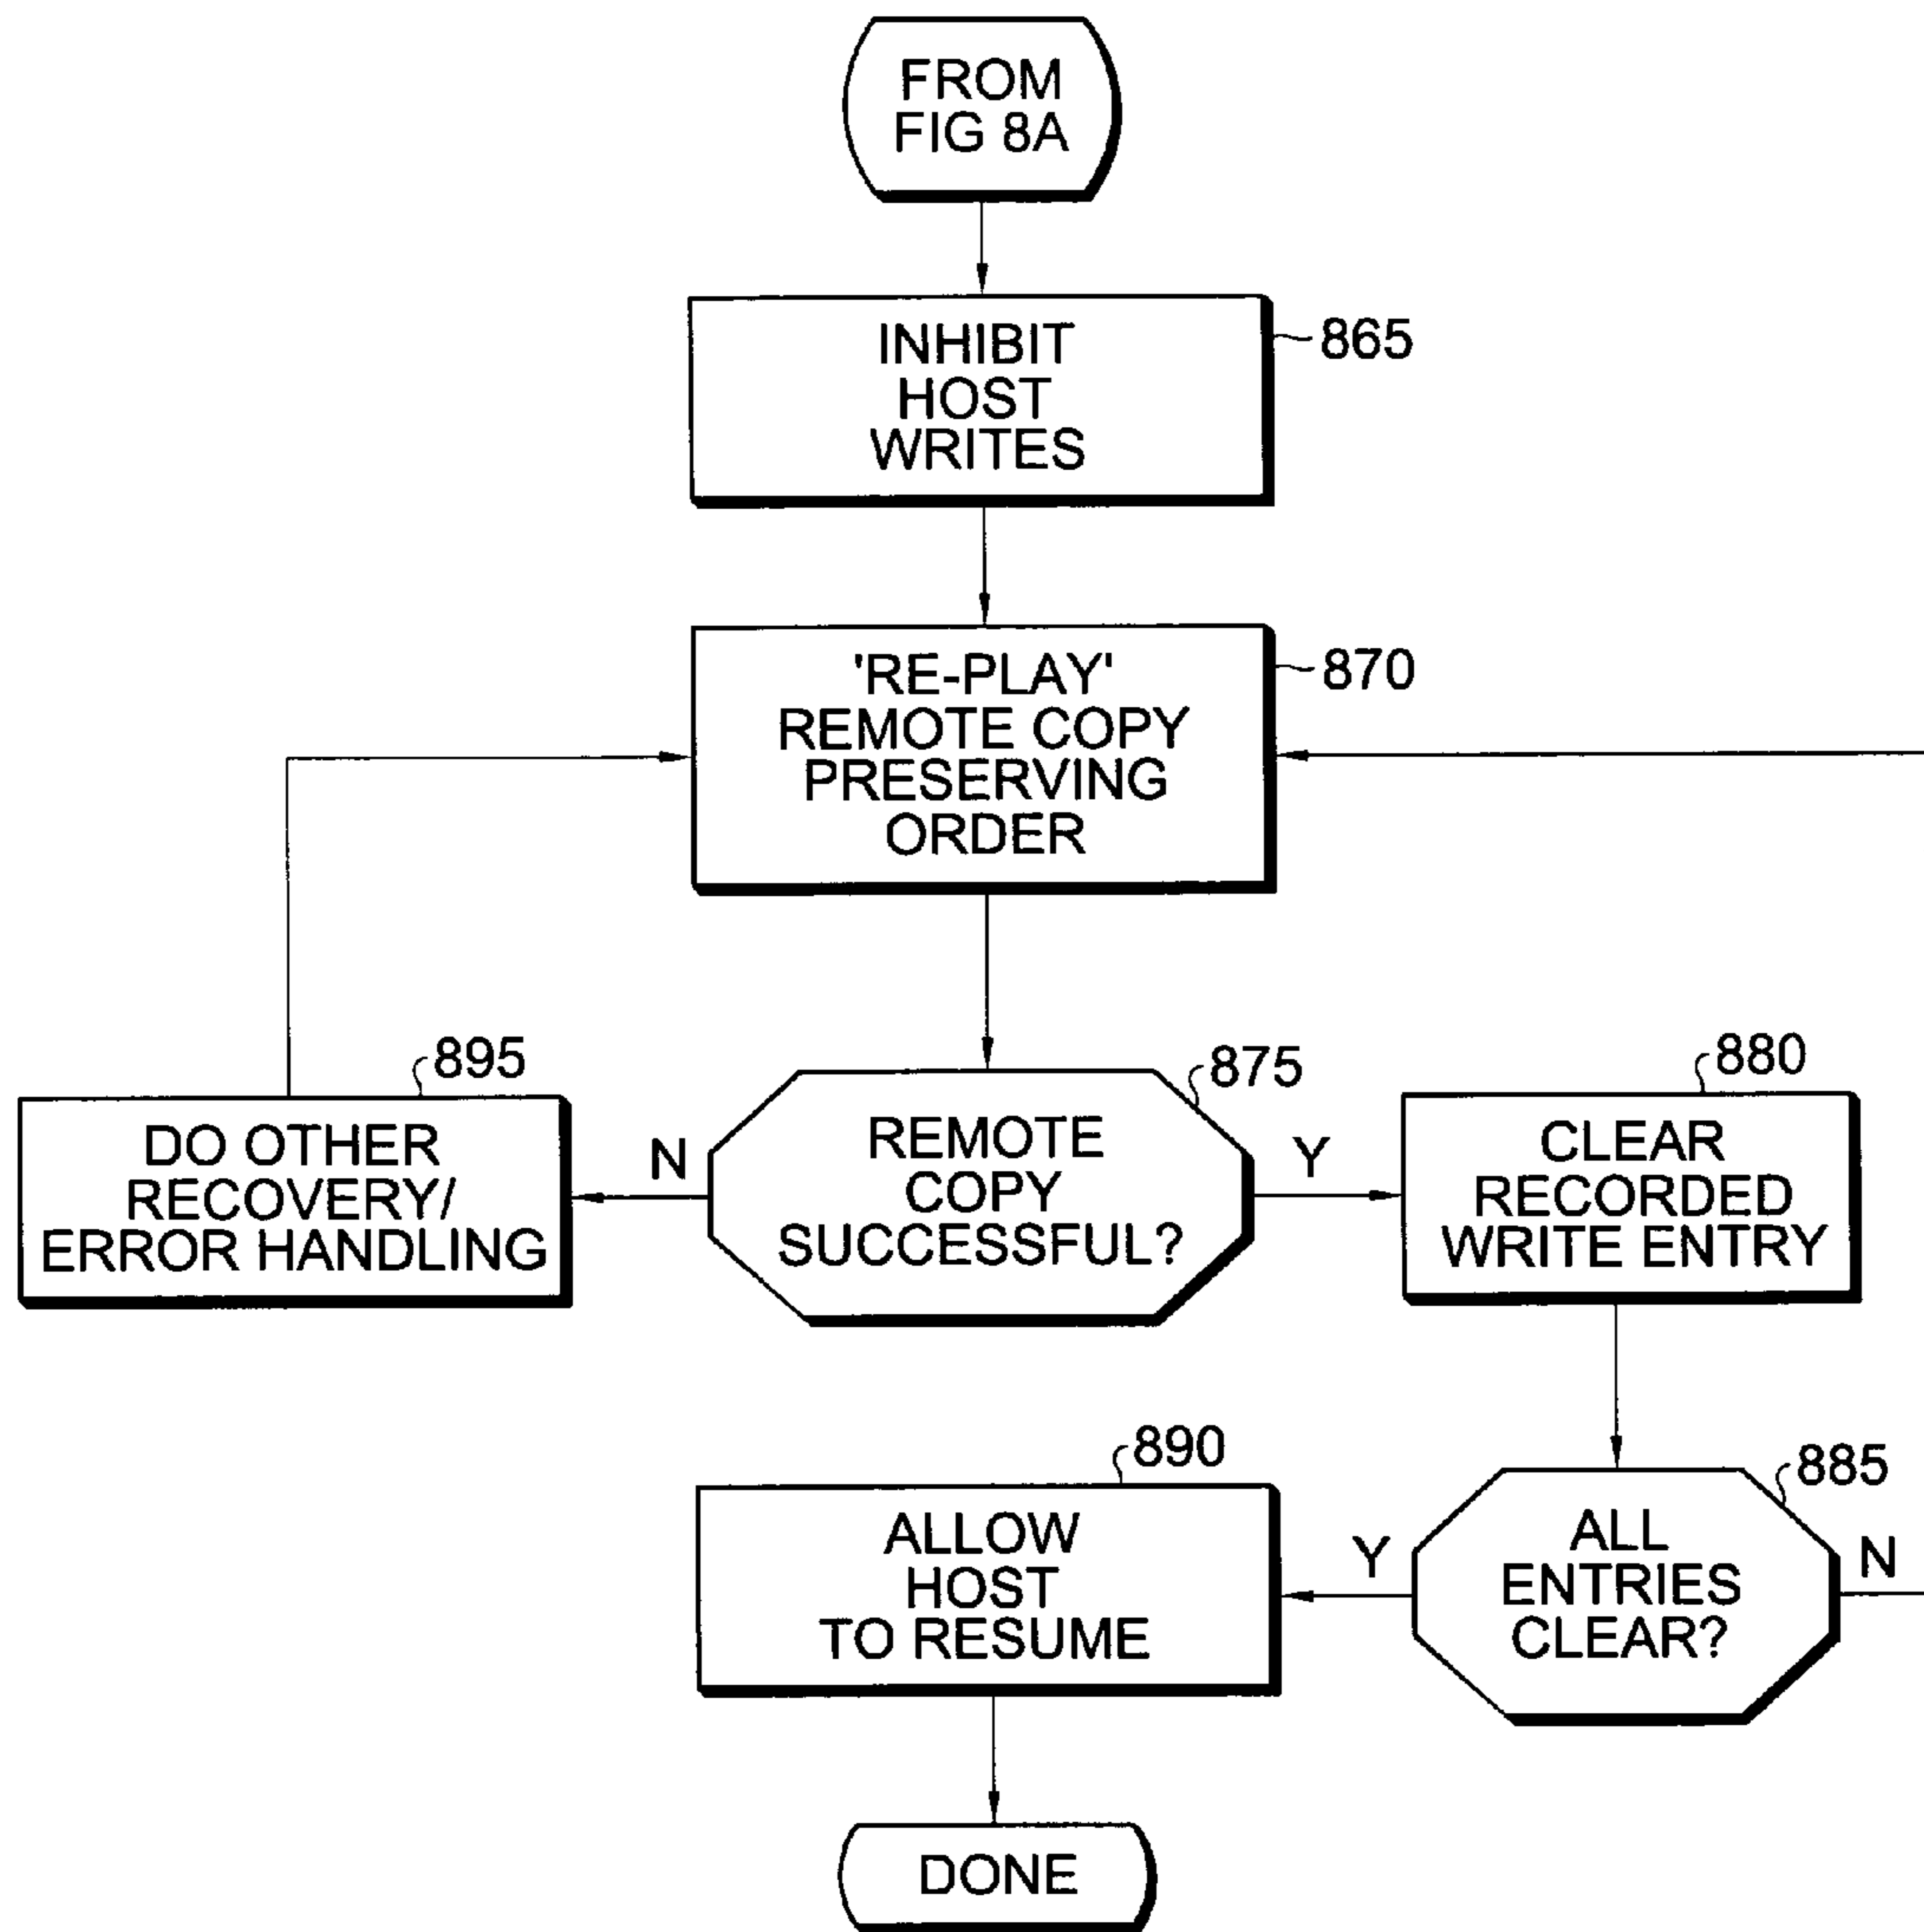 FROM
FIG 8A
INHIBIT
HOST
WRITES
865
'RE-PLAY'
REMOTE COPY
PRESERVING
ORDER
870
895
DO OTHER
RECOVERY/
ERROR HANDLING
N
875
REMOTE
COPY
SUCCESSFUL?
Y
880
CLEAR
RECORDED
WRITE ENTRY
890
ALLOW
HOST
TO RESUME
Y
885
ALL
ENTRIES
CLEAR?
N
DONE